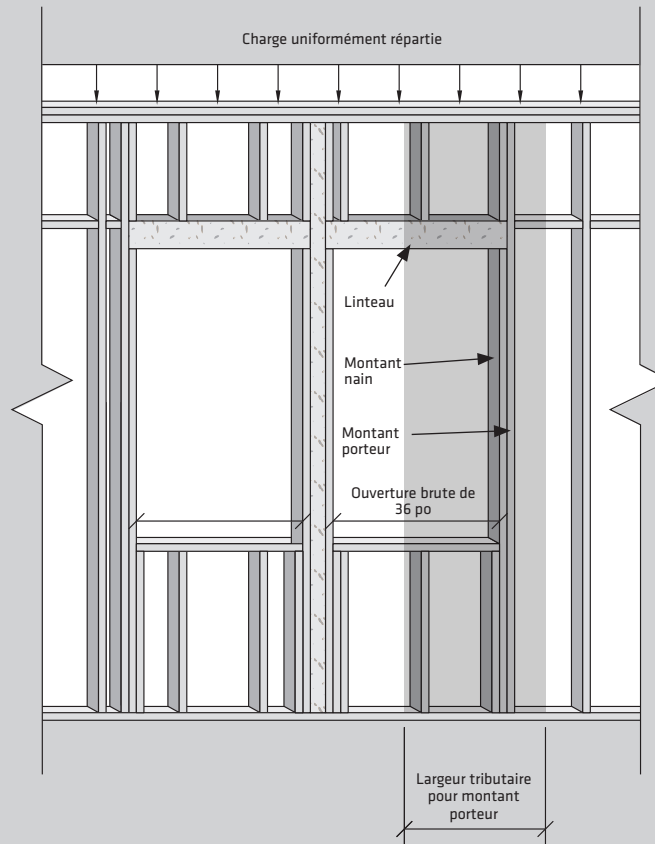 Charge uniformément répartie
Linteau
Montant
nain
Montant
porteur
Ouverture brute de
36 po
Largeur tributaire
pour montant
porteur